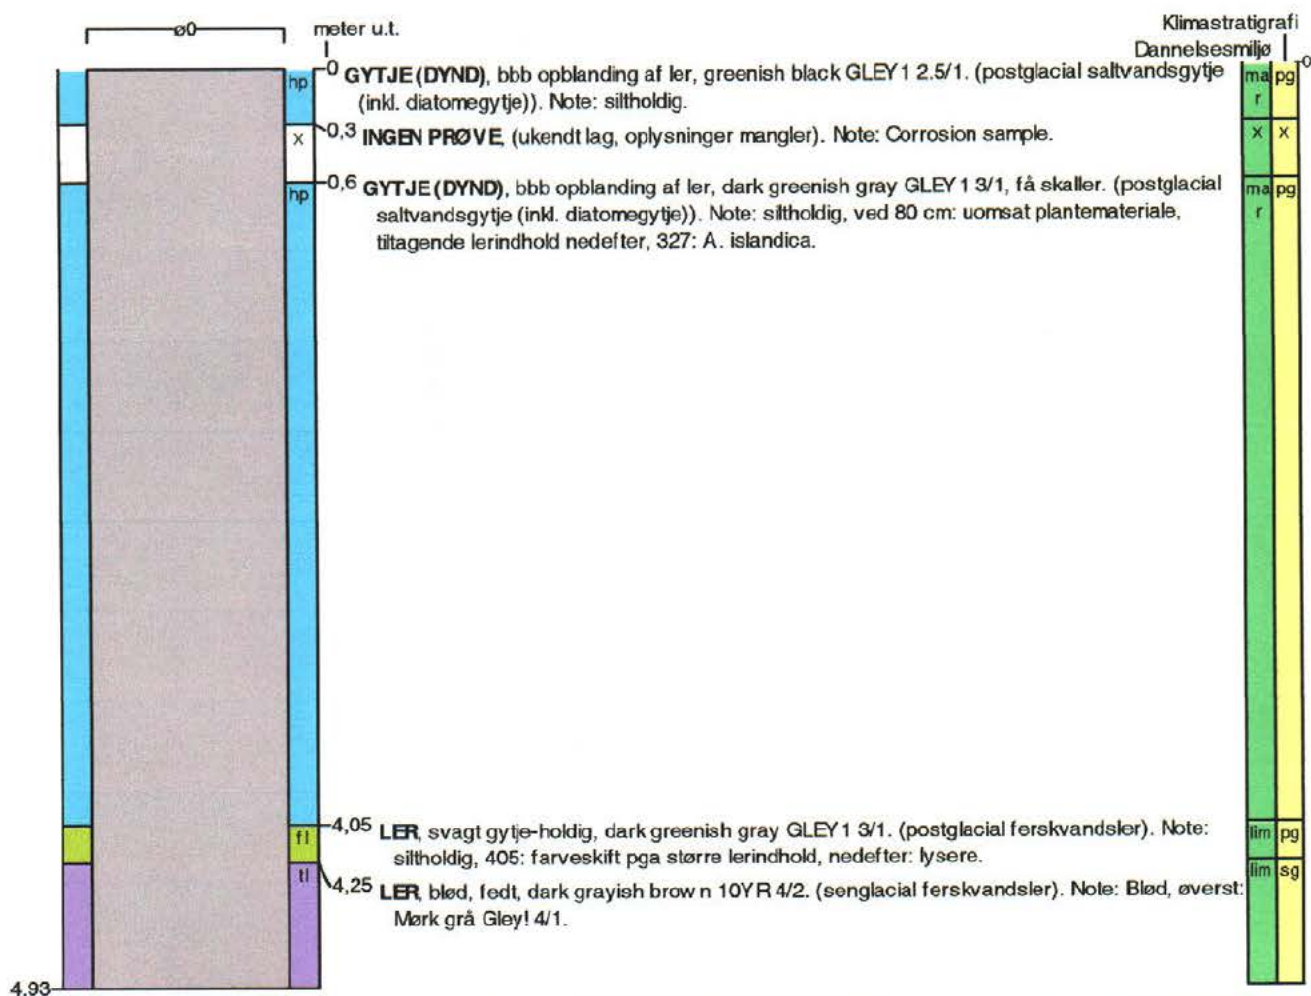 ø0
meter u.t.
Klimastratigrafi
Dannelsesmiljø
0
0 GYTJE (DYND), bbb opblanding af ler, greenish black GLEY1 2.5/1. (postglacial saltvandsgytje
(inkl. diatomegytje)). Note: siltholdig.
hp
ma pg
r
0,3 INGEN PRØVE, (ukendt lag, oplysninger mangler). Note: Corrosion sample.
x
x x
0,6 GYTJE (DYND), bbb opblanding af ler, dark greenish gray GLEY1 3/1, få skaller. (postglacial
saltvandsgytje (inkl. diatomegytje)). Note: siltholdig, ved 80 cm: uomsat plantemateriale,
tiltagende lerindhold nedefter, 327: A. islandica.
hp
ma pg
r
4,05 LER, svagt gytje-holdig, dark greenish gray GLEY1 3/1. (postglacial ferskvandsler). Note:
siltholdig, 405: farveskift pga større lerindhold, nedefter: lysere.
fl
lim pg
4,25 LER, blød, fedt, dark grayish brown 10YR 4/2. (senglacial ferskvandsler). Note: Blød, øverst:
Mørk grå Gley! 4/1.
tl
lim sg
4,93